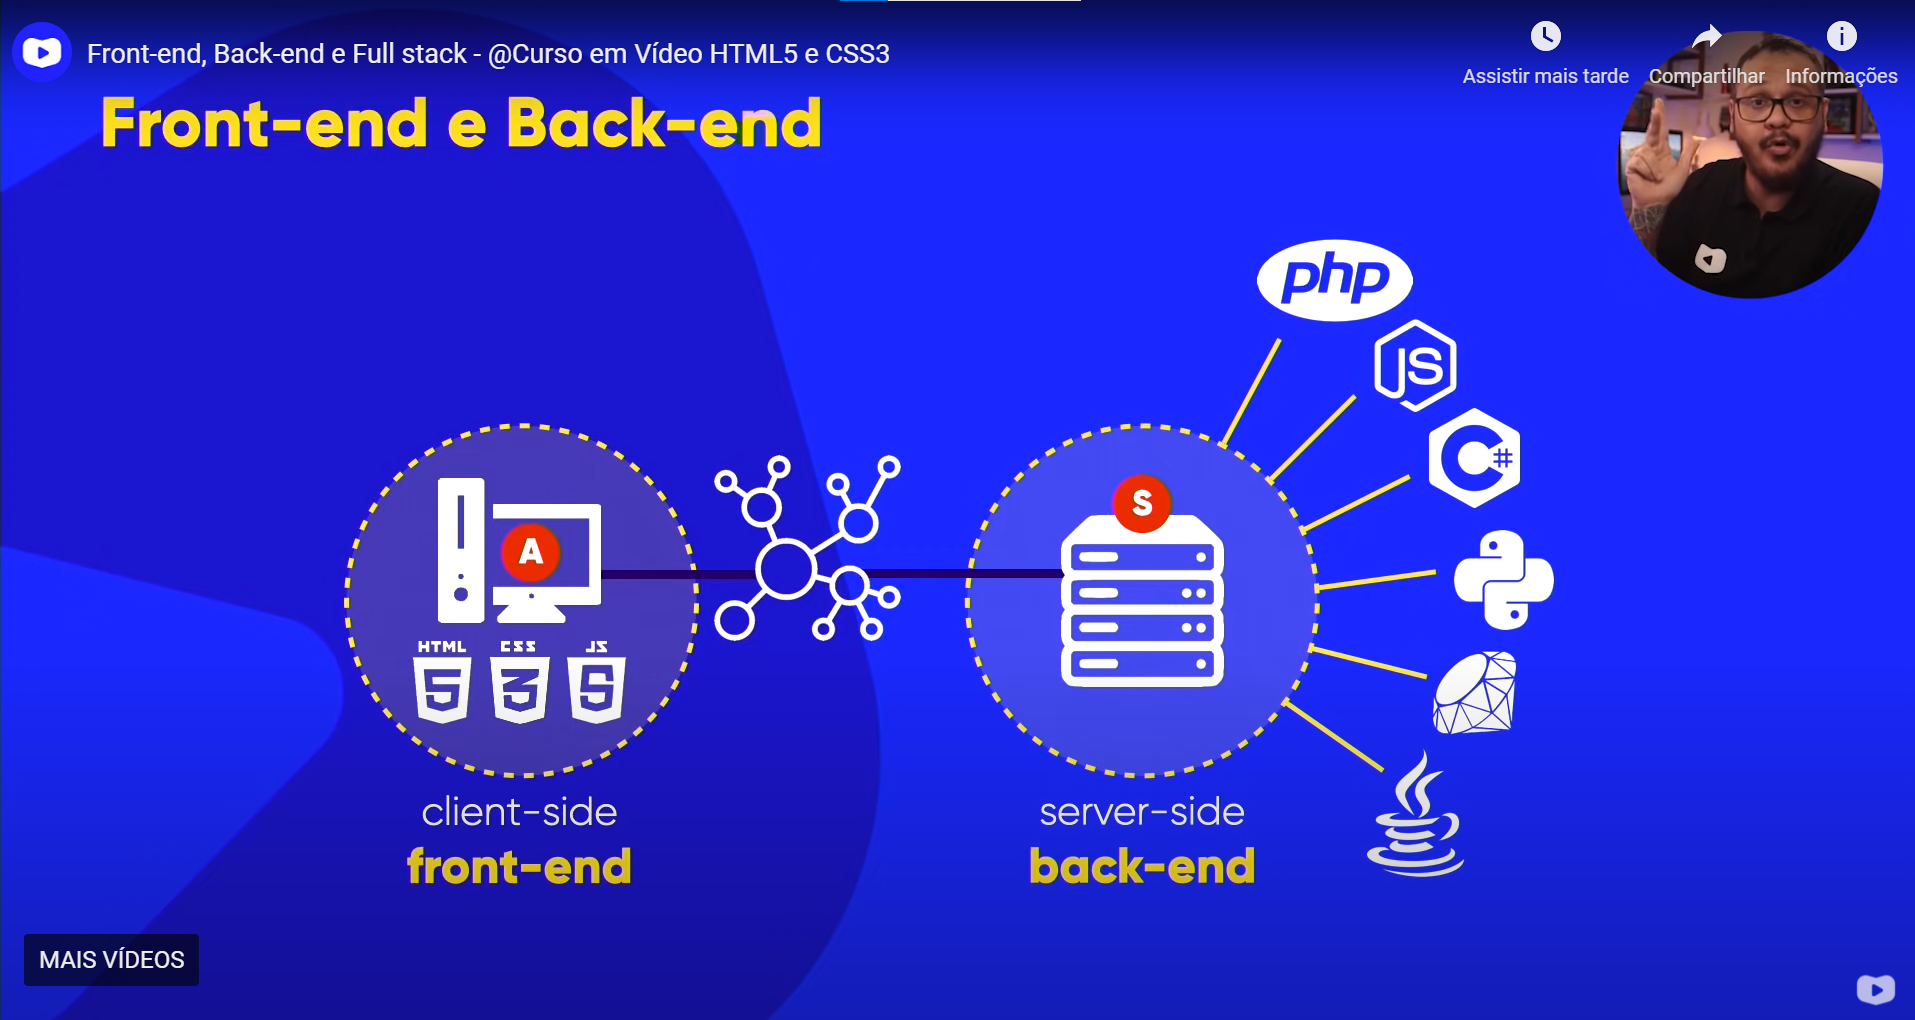 Front-end, Back-end e Full stack - @Curso em Vídeo HTML5 e CSS3
Assistir mais tarde
Compartilhar
Informações
Front-end e Back-end
php
JS
C#
A
S
HTML
CSS
JS
5
3
client-side
front-end
server-side
back-end
MAIS VÍDEOS